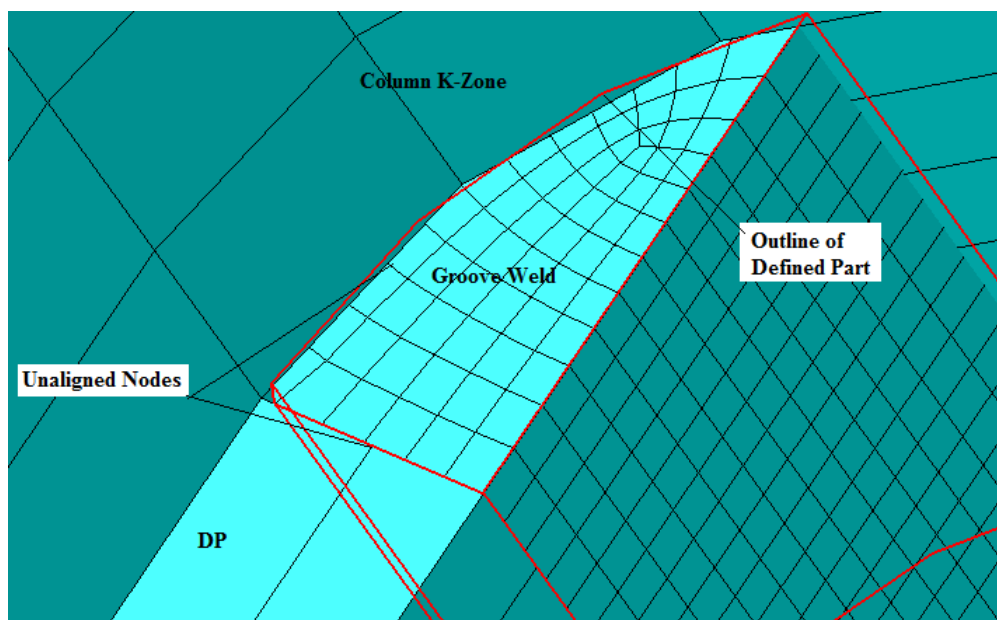 Column K-Zone
Outline of
Defined Part
Groove Weld
Unaligned Nodes
DP